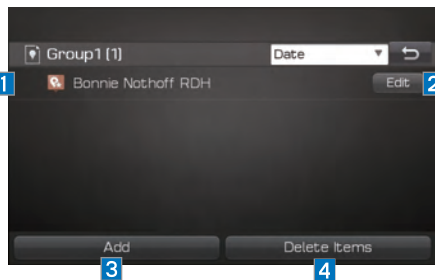 Group1 (1) Date
1 Bonnie Nothoff RDH Edit 2
Add Delete Items
3 4